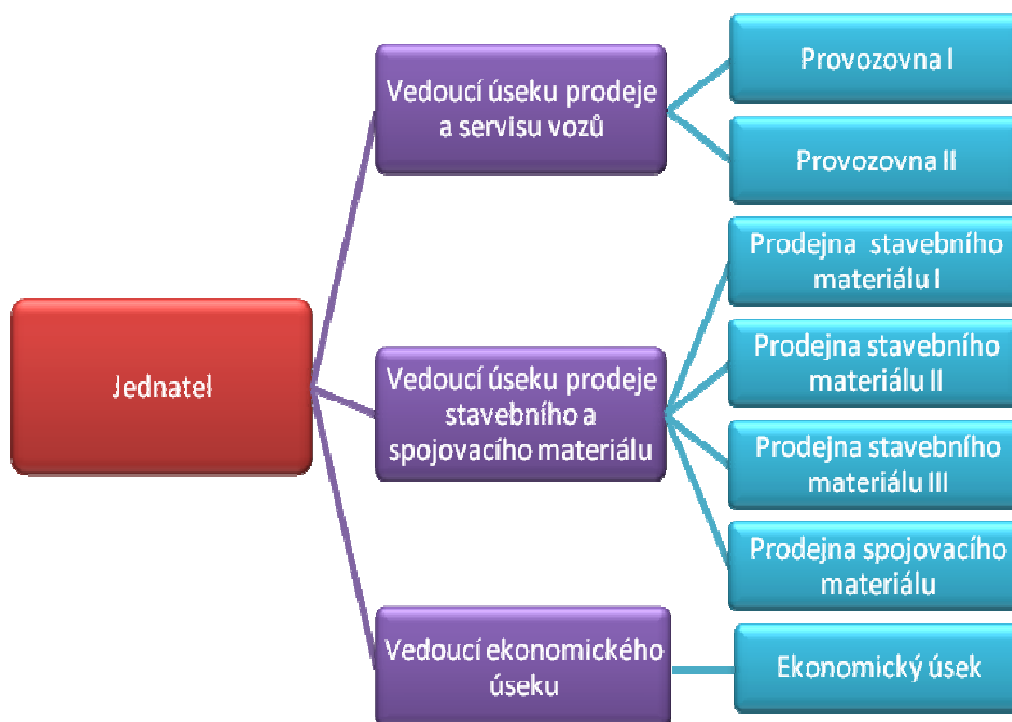 Jednatel
Vedoucí úseku prodeje
a servisu vozů
Provozovna I
Provozovna II
Vedoucí úseku prodeje
stavebního a
spojovacího materiálu
Prodejna stavebního
materiálu I
Prodejna stavebního
materiálu II
Prodejna stavebního
materiálu III
Prodejna spojovacího
materiálu
Vedoucí ekonomického
úseku
Ekonomický úsek